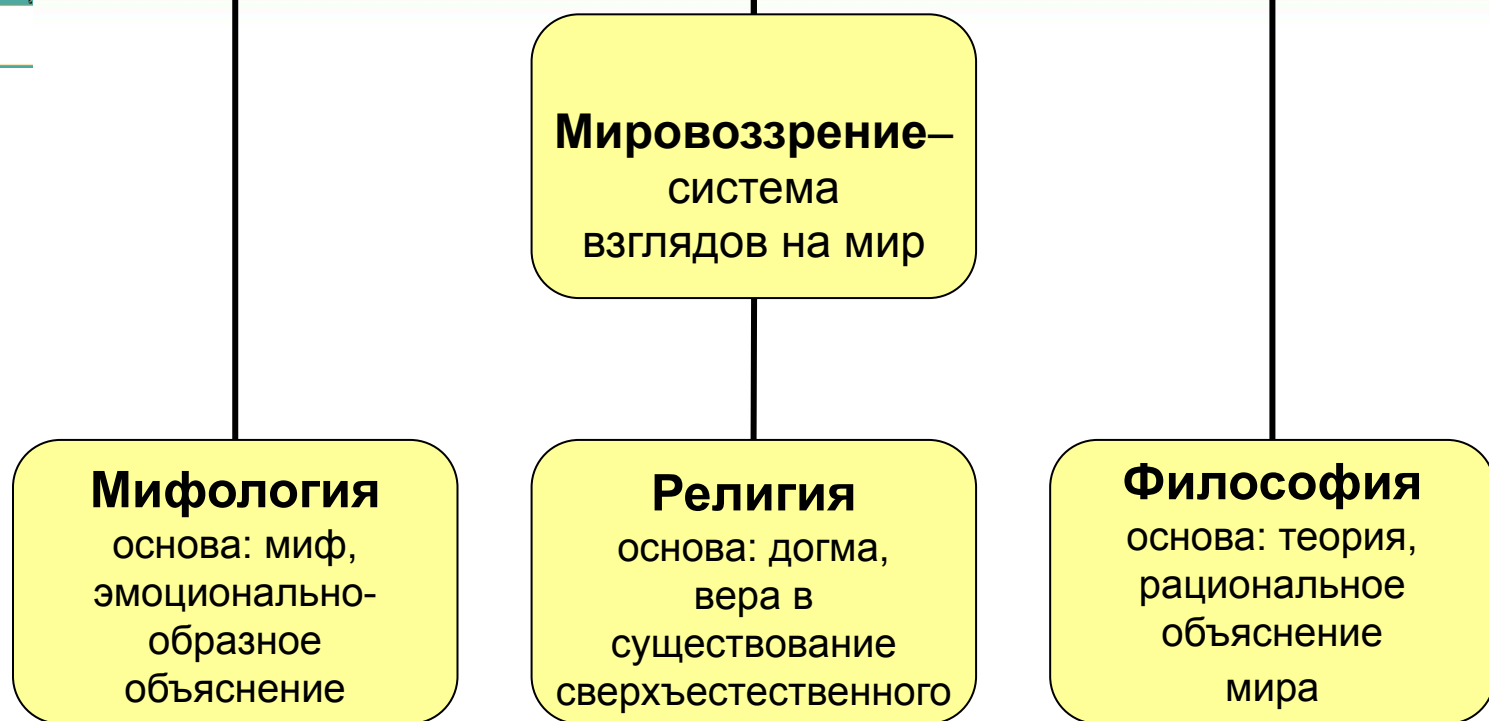 Мировоззрение–
система
взглядов на мир
Мифология
основа: миф,
эмоционально-
образное
объяснение
Религия
основа: догма,
вера в
существование
сверхъестественного
Философия
основа: теория,
рациональное
объяснение
мира